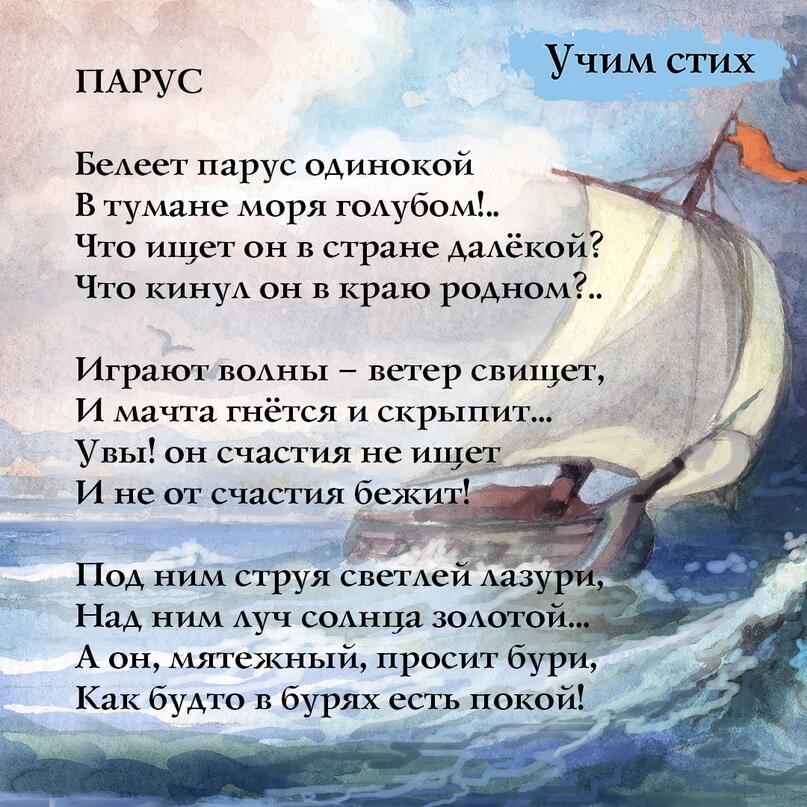 Учим стих
ПАРУС
Белеет парус одинокой
В тумане моря голубом!..
Что ищет он в стране далёкой?
Что кинул он в краю родном?..
Играют волны – ветер свищет,
И мачта гнётся и скрыпит...
Увы! он счастия не ищет
И не от счастия бежит!
Под ним струя светлей лазури,
Над ним луч солнца золотой...
А он, мятежный, просит бури,
Как будто в бурях есть покой!